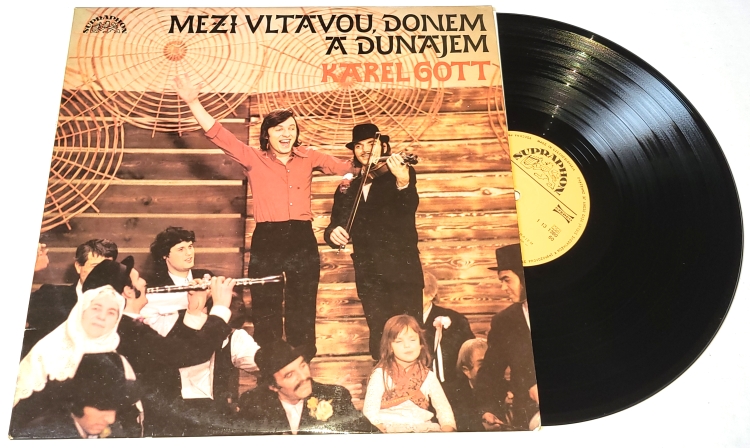 SUPRAPHON
MEZI VLTAVOU, DONEM
A DUNAJEM
KAREL GOTT
SUPRAPHON